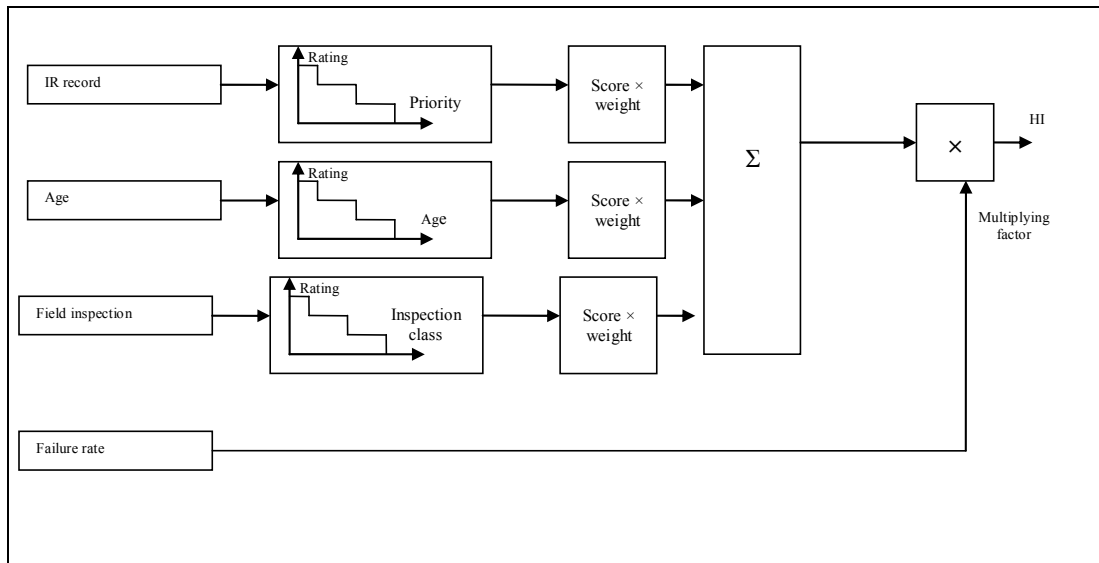 IR record
Rating
Priority
Score ×
weight
Age
Rating
Age
Score ×
weight
Field inspection
Rating
Inspection
class
Score ×
weight
Σ
×
HI
Multiplying
factor
Failure rate